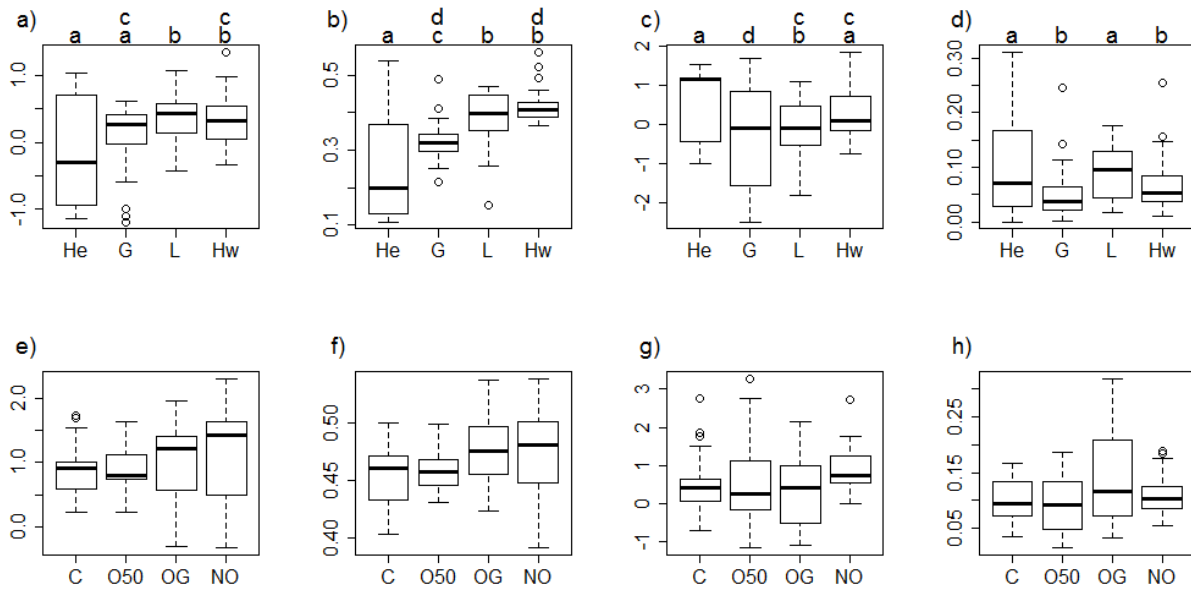 a)
c c
a a b b
1.0
0.0
-1.0
He G L Hw
b)
d d
a c b b
0.5
0.3
0.1
He G L Hw
c)
c c
a d b a
2
1
0
-1
-2
He G L Hw
d)
a b a b
0.30
0.20
0.10
0.00
He G L Hw
e)
2.0
1.0
0.0
C O50 OG NO
f)
0.50
0.45
0.40
C O50 OG NO
g)
3
2
1
0
-1
C O50 OG NO
h)
0.25
0.15
0.05
C O50 OG NO